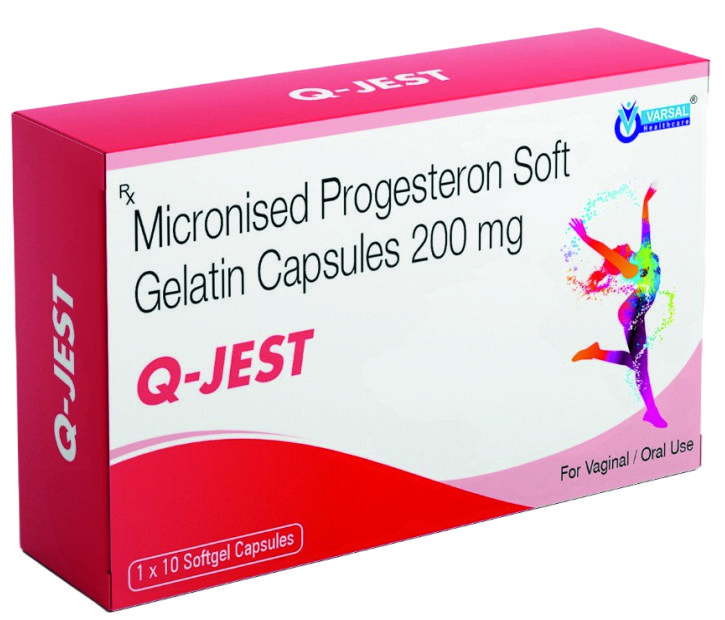 Q-JEST
VARSAL®
Healthcare
Rx
Micronised Progesteron Soft
Gelatin Capsules 200 mg
Q-JEST
Q-JEST
For Vaginal / Oral Use
1 x 10 Softgel Capsules